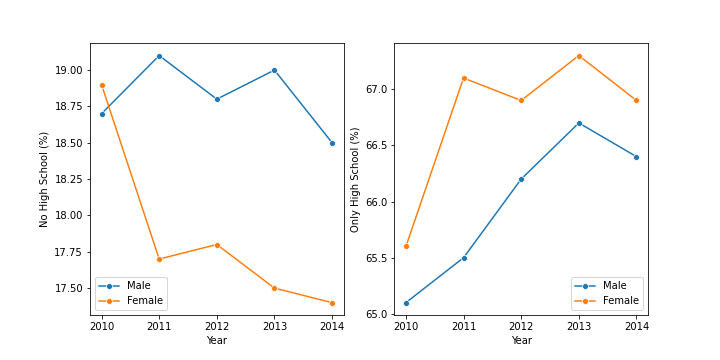 No High School (%)
19.00
18.75
18.50
18.25
18.00
17.75
17.50
2010 2011 2012 2013 2014
Year
Male
Female
Only High School (%)
67.0
66.5
66.0
65.5
65.0
2010 2011 2012 2013 2014
Year
Male
Female